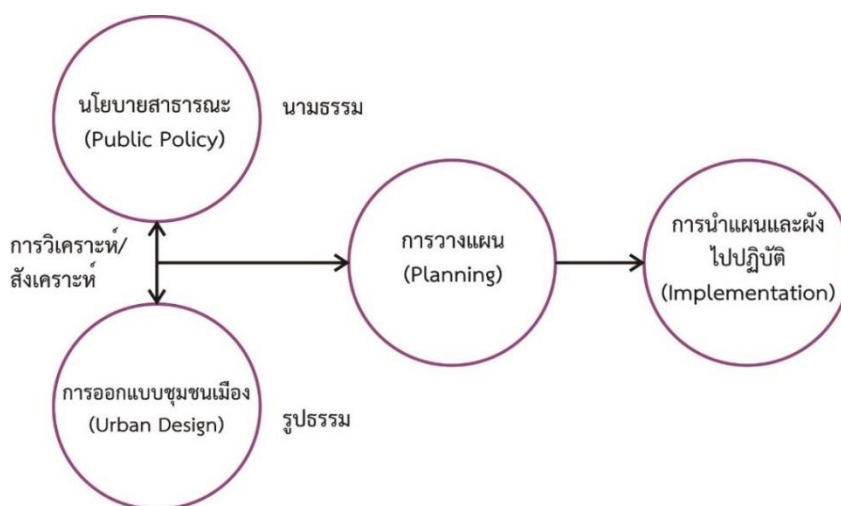 นโยบายสาธารณะ
(Public Policy)
นามธรรม
การวิเคราะห์/
สังเคราะห์
การวางแผน
(Planning)
การนำแผนและผัง
ไปปฏิบัติ
(Implementation)
การออกแบบชุมชนเมือง
(Urban Design)
รูปธรรม